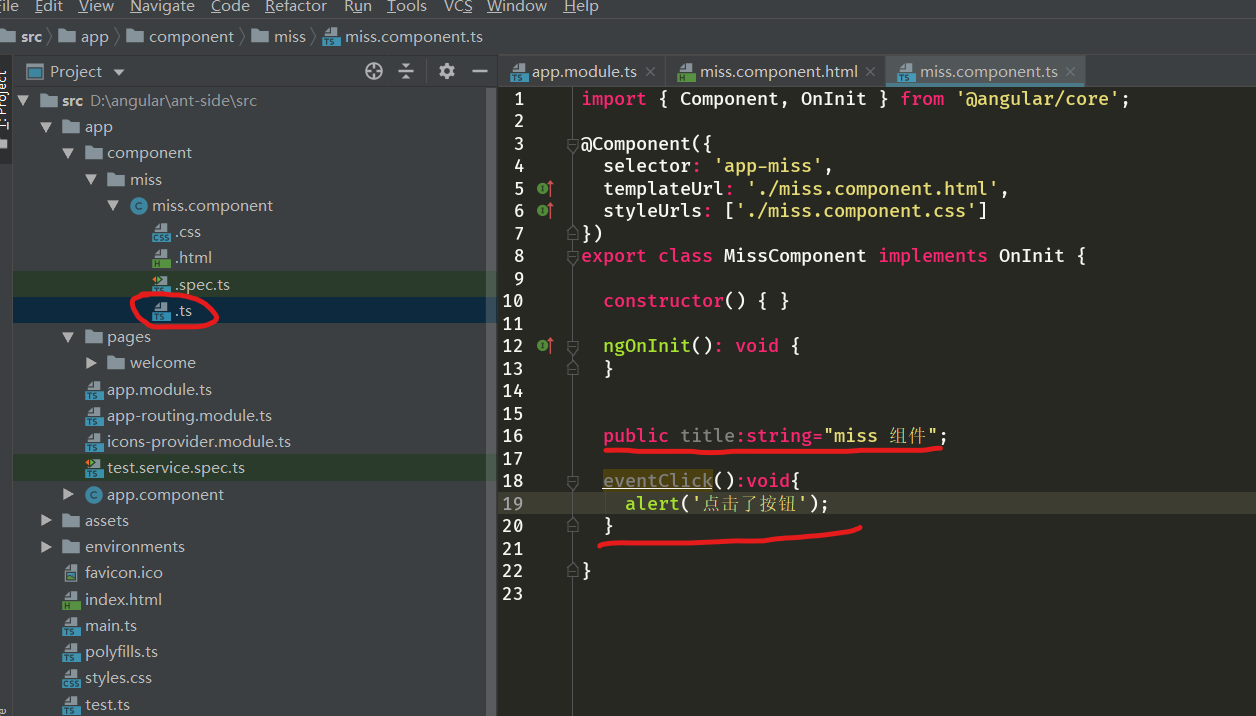 File Edit View Navigate Code Refactor Run Tools VCS Window Help
src app component miss miss.component.ts
Project
1: Project
src D:\angular\ant-side\src
app
component
miss
miss.component
.css
.html
.spec.ts
.ts
pages
welcome
app.module.ts
app-routing.module.ts
icons-provider.module.ts
test.service.spec.ts
app.component
assets
environments
favicon.ico
index.html
main.ts
polyfills.ts
styles.css
test.ts
app.module.ts miss.component.html miss.component.ts
1 import { Component, OnInit } from '@angular/core';
2
3 @Component({
4 selector: 'app-miss',
5 templateUrl: './miss.component.html',
6 styleUrls: ['./miss.component.css']
7 })
8 export class MissComponent implements OnInit {
9
10 constructor() { }
11
12 ngOnInit(): void {
13 }
14
15
16 public title:string="miss 组件";
17
18 eventClick():void{
19 alert('点击了按钮');
20 }
21
22 }
23